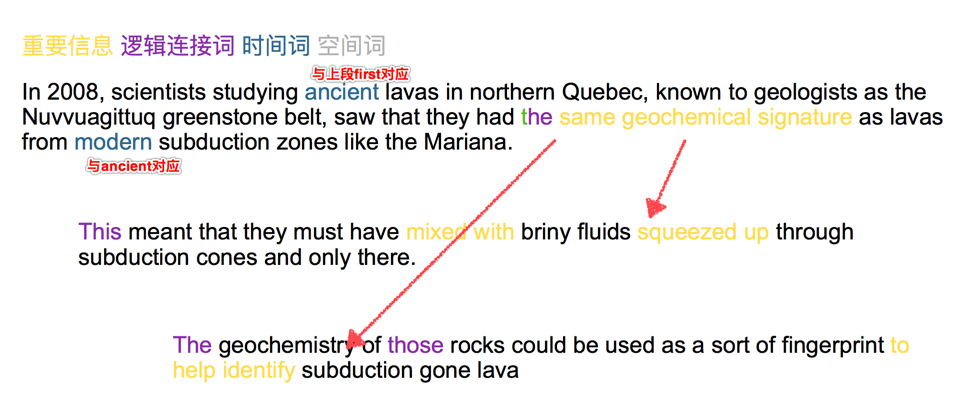 重要信息 逻辑连接词 时间词 空间词
与上段first对应
In 2008, scientists studying ancient lavas in northern Quebec, known to geologists as the
Nuvvuagittuq greenstone belt, saw that they had the same geochemical signature as lavas
from modern subduction zones like the Mariana.
与ancient对应
This meant that they must have mixed with briny fluids squeezed up through
subduction cones and only there.
The geochemistry of those rocks could be used as a sort of fingerprint to
help identify subduction gone lava